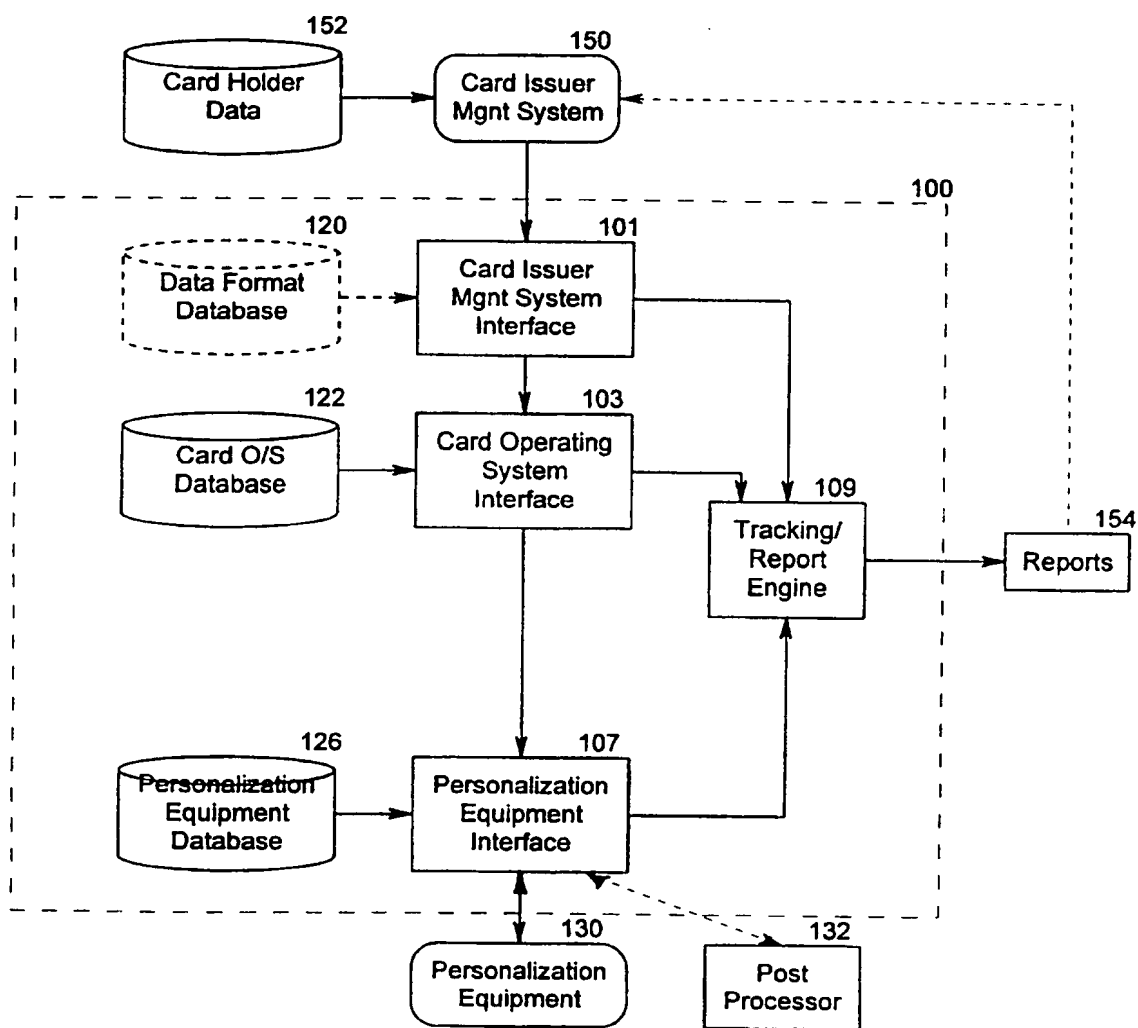 152
Card Holder
Data
150
Card Issuer
Mgnt System
100
120
Data Format
Database
101
Card Issuer
Mgnt System
Interface
122
Card O/S
Database
103
Card Operating
System
Interface
109
Tracking/
Report
Engine
154
Reports
126
Personalization
Equipment
Database
107
Personalization
Equipment
Interface
130
Personalization
Equipment
132
Post
Processor